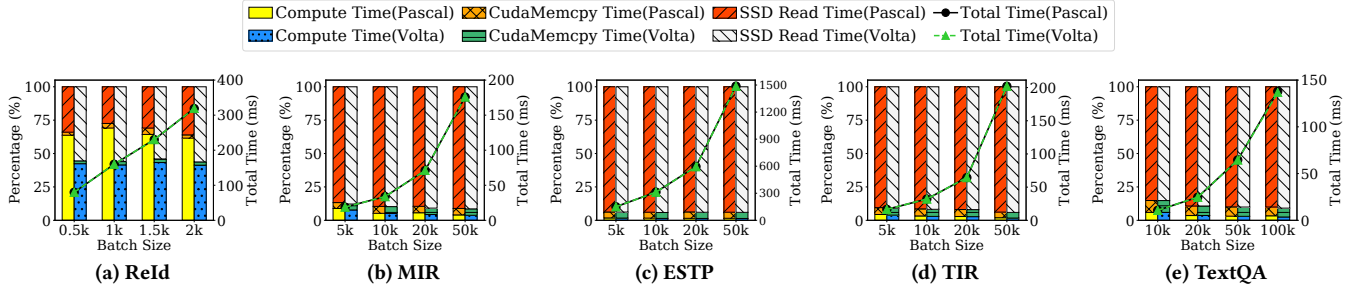 Compute Time(Pascal) CudaMemcpy Time(Pascal) SSD Read Time(Pascal) Total Time(Pascal)
Compute Time(Volta) CudaMemcpy Time(Volta) SSD Read Time(Volta) Total Time(Volta)
Percentage (%)
100
75
50
25
0
0.5k 1k 1.5k 2k
Batch Size
400
300
200
100
0
Total Time (ms)
(a) ReId
Percentage (%)
100
75
50
25
0
5k 10k 20k 50k
Batch Size
200
150
100
50
0
Total Time (ms)
(b) MIR
Percentage (%)
100
75
50
25
0
5k 10k 20k 50k
Batch Size
1500
1200
900
600
300
0
Total Time (ms)
(c) ESTP
Percentage (%)
100
75
50
25
0
5k 10k 20k 50k
Batch Size
200
150
100
50
0
Total Time (ms)
(d) TIR
Percentage (%)
100
75
50
25
0
10k 20k 50k 100k
Batch Size
150
100
50
0
Total Time (ms)
(e) TextQA